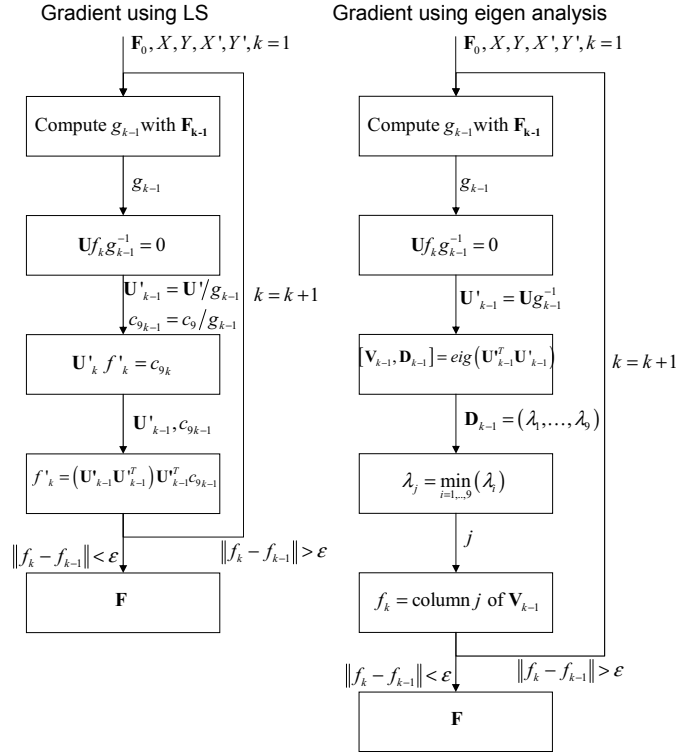 Gradient using LS
F₀, X, Y, X', Y', k = 1
Compute gₖ₋₁ with Fₖ₋₁
gₖ₋₁
U fₖ gₖ₋₁⁻¹ = 0
U'ₖ₋₁ = U'/gₖ₋₁
c₉ₖ₋₁ = c₉/gₖ₋₁
k = k + 1
U'ₖ f'ₖ = c₉ₖ
U'ₖ₋₁, c₉ₖ₋₁
f'ₖ = (U'ₖ₋₁ U'ᵀₖ₋₁) U'ᵀₖ₋₁ c₉ₖ₋₁
‖fₖ − fₖ₋₁‖ < ε
‖fₖ − fₖ₋₁‖ > ε
F
Gradient using eigen analysis
F₀, X, Y, X', Y', k = 1
Compute gₖ₋₁ with Fₖ₋₁
gₖ₋₁
U fₖ gₖ₋₁⁻¹ = 0
U'ₖ₋₁ = U gₖ₋₁⁻¹
[Vₖ₋₁, Dₖ₋₁] = eig(U'ᵀₖ₋₁ U'ₖ₋₁)
k = k + 1
Dₖ₋₁ = (λ₁, …, λ₉)
λⱼ = min i=1,..,9 (λᵢ)
j
fₖ = column j of Vₖ₋₁
‖fₖ − fₖ₋₁‖ < ε
‖fₖ − fₖ₋₁‖ > ε
F